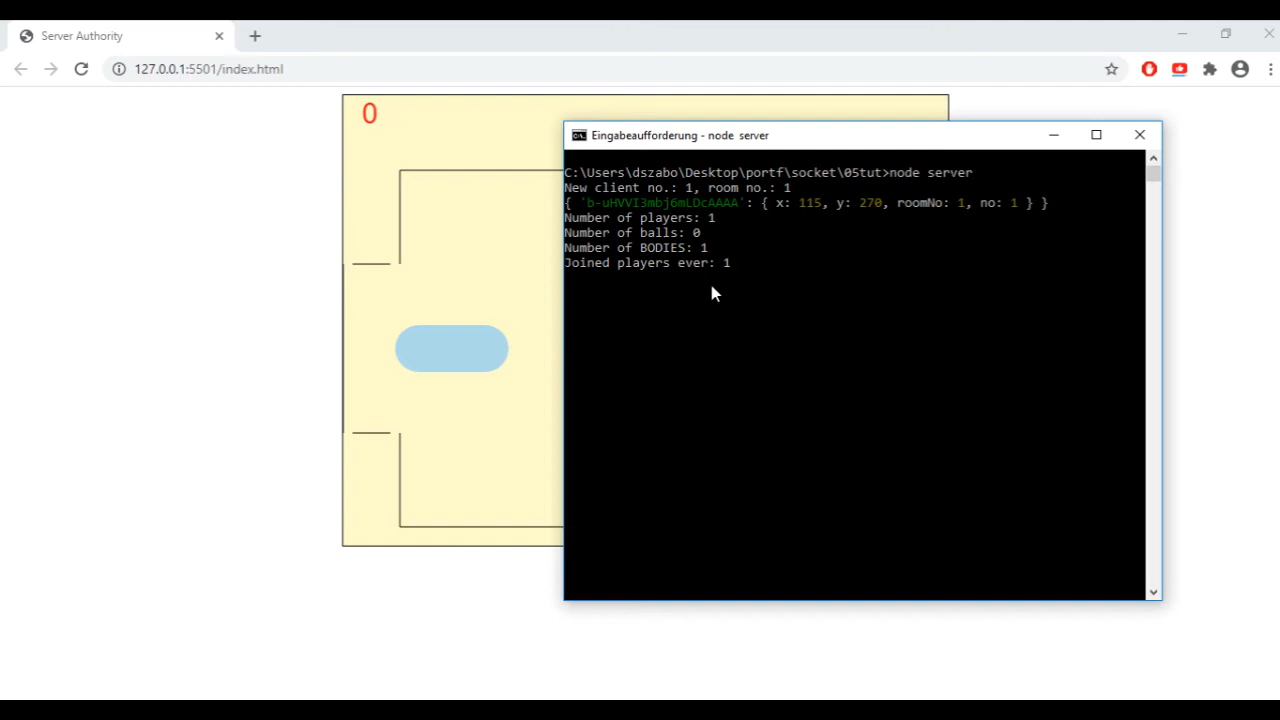 Server Authority
127.0.0.1:5501/index.html
0
Eingabeaufforderung - node server
C:\Users\dszabo\Desktop\portf\socket\05tut>node server
New client no.: 1, room no.: 1
{ 'b-uHVVI3mbj6mLDcAAAA': { x: 115, y: 270, roomNo: 1, no: 1 } }
Number of players: 1
Number of balls: 0
Number of BODIES: 1
Joined players ever: 1